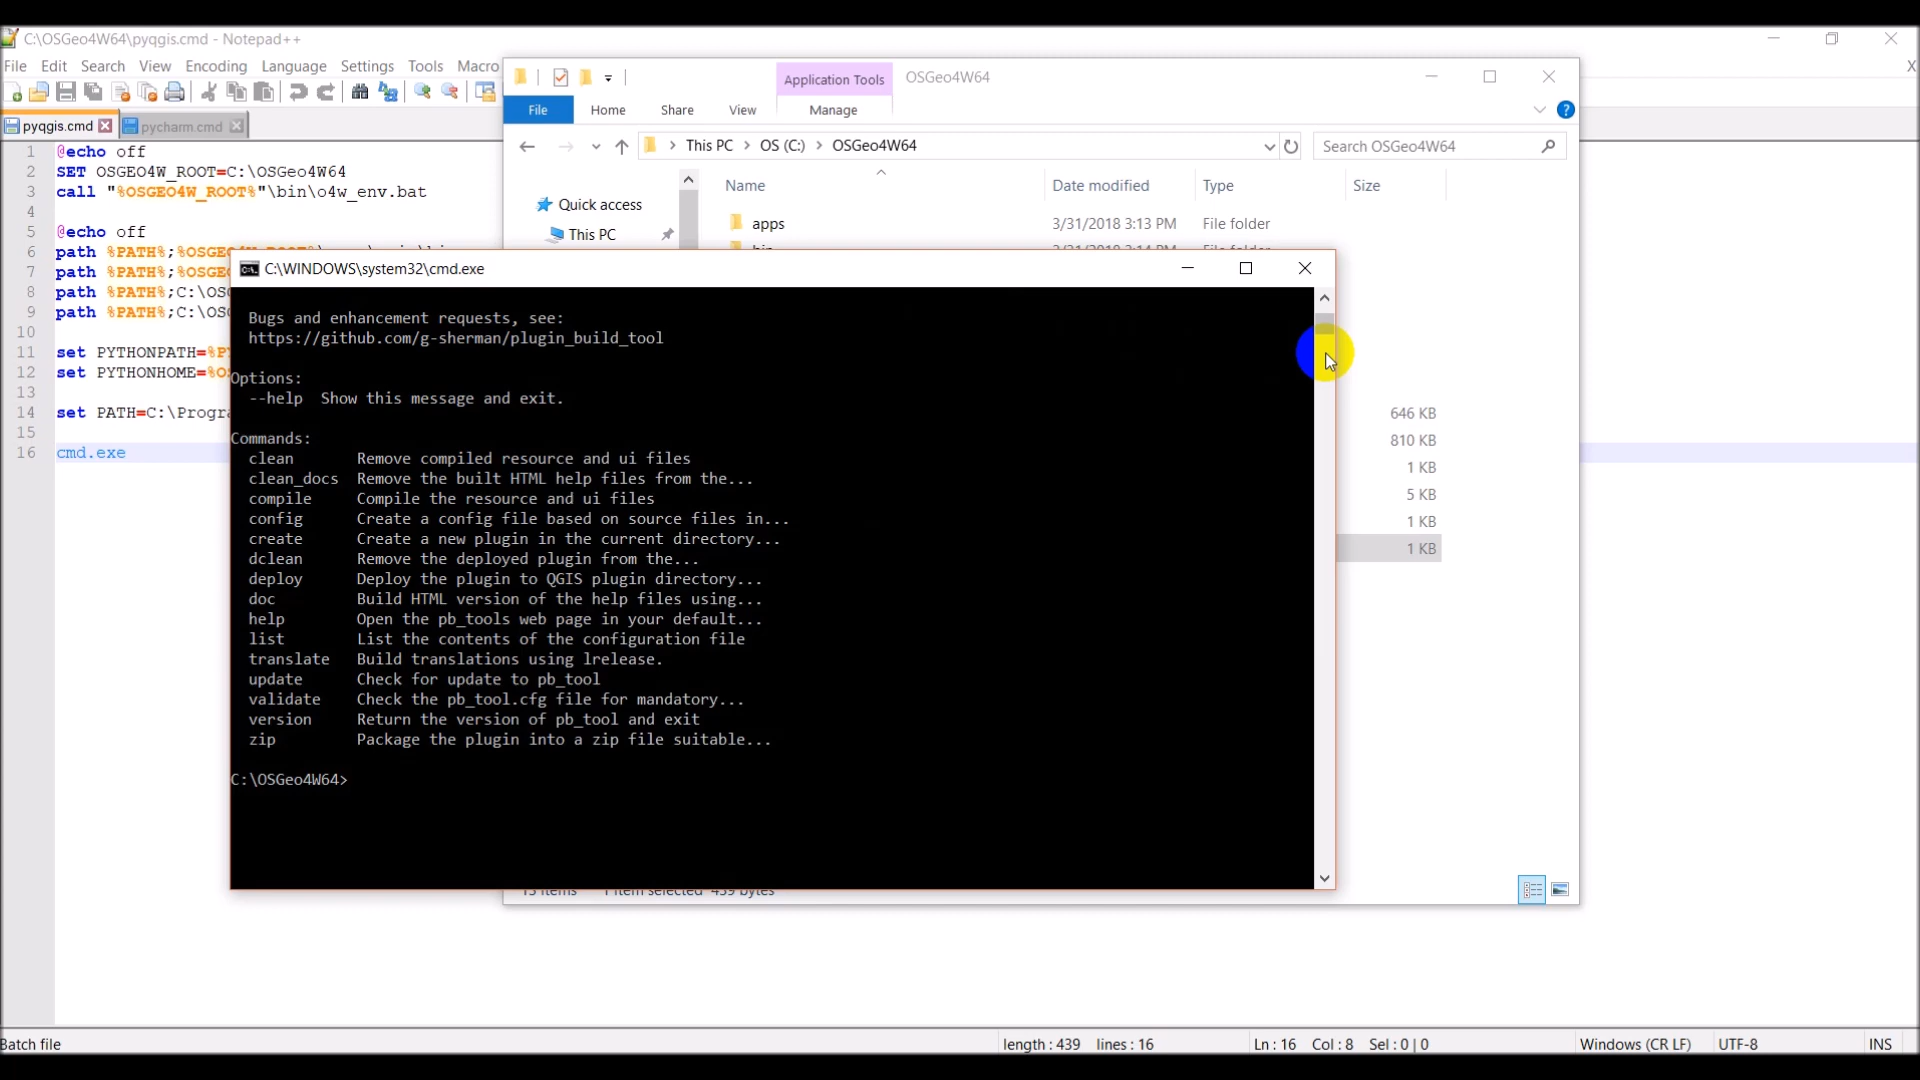 C:\OSGeo4W64\pyqgis.cmd - Notepad++
File Edit Search View Encoding Language Settings Tools Macro
X
pyqgis.cmd pycharm.cmd
1 @echo off
2 SET OSGEO4W_ROOT=C:\OSGeo4W64
3 call "%OSGEO4W_ROOT%"\bin\o4w_env.bat
4
5 @echo off
6 path %PATH%;%OSGEO4W_ROOT%
7 path %PATH%;%OSGEO
8 path %PATH%;C:\OSG
9 path %PATH%;C:\OSG
10
11 set PYTHONPATH=%PY
12 set PYTHONHOME=%OS
13
14 set PATH=C:\Progra
15
16 cmd.exe
Application Tools OSGeo4W64
File Home Share View Manage
This PC OS (C:) OSGeo4W64
Search OSGeo4W64
Name Date modified Type Size
Quick access
This PC
apps 3/31/2018 3:13 PM File folder
bin 3/31/2018 3:14 PM File folder
646 KB
810 KB
1 KB
5 KB
1 KB
1 KB
C:\WINDOWS\system32\cmd.exe
Bugs and enhancement requests, see:
https://github.com/g-sherman/plugin_build_tool
Options:
--help Show this message and exit.
Commands:
clean Remove compiled resource and ui files
clean_docs Remove the built HTML help files from the...
compile Compile the resource and ui files
config Create a config file based on source files in...
create Create a new plugin in the current directory...
dclean Remove the deployed plugin from the...
deploy Deploy the plugin to QGIS plugin directory...
doc Build HTML version of the help files using...
help Open the pb_tools web page in your default...
list List the contents of the configuration file
translate Build translations using lrelease.
update Check for update to pb_tool
validate Check the pb_tool.cfg file for mandatory...
version Return the version of pb_tool and exit
zip Package the plugin into a zip file suitable...
C:\OSGeo4W64>
13 items 1 item selected 439 bytes
Batch file length : 439 lines : 16 Ln : 16 Col : 8 Sel : 0 | 0 Windows (CR LF) UTF-8 INS